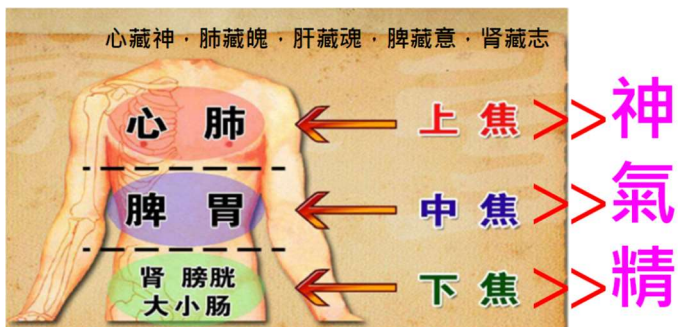 心藏神，肺藏魄，肝藏魂，脾藏意，肾藏志
心 肺 上 焦 >> 神
脾 胃 中 焦 >> 氣
肾 膀胱 下 焦 >> 精
大小肠